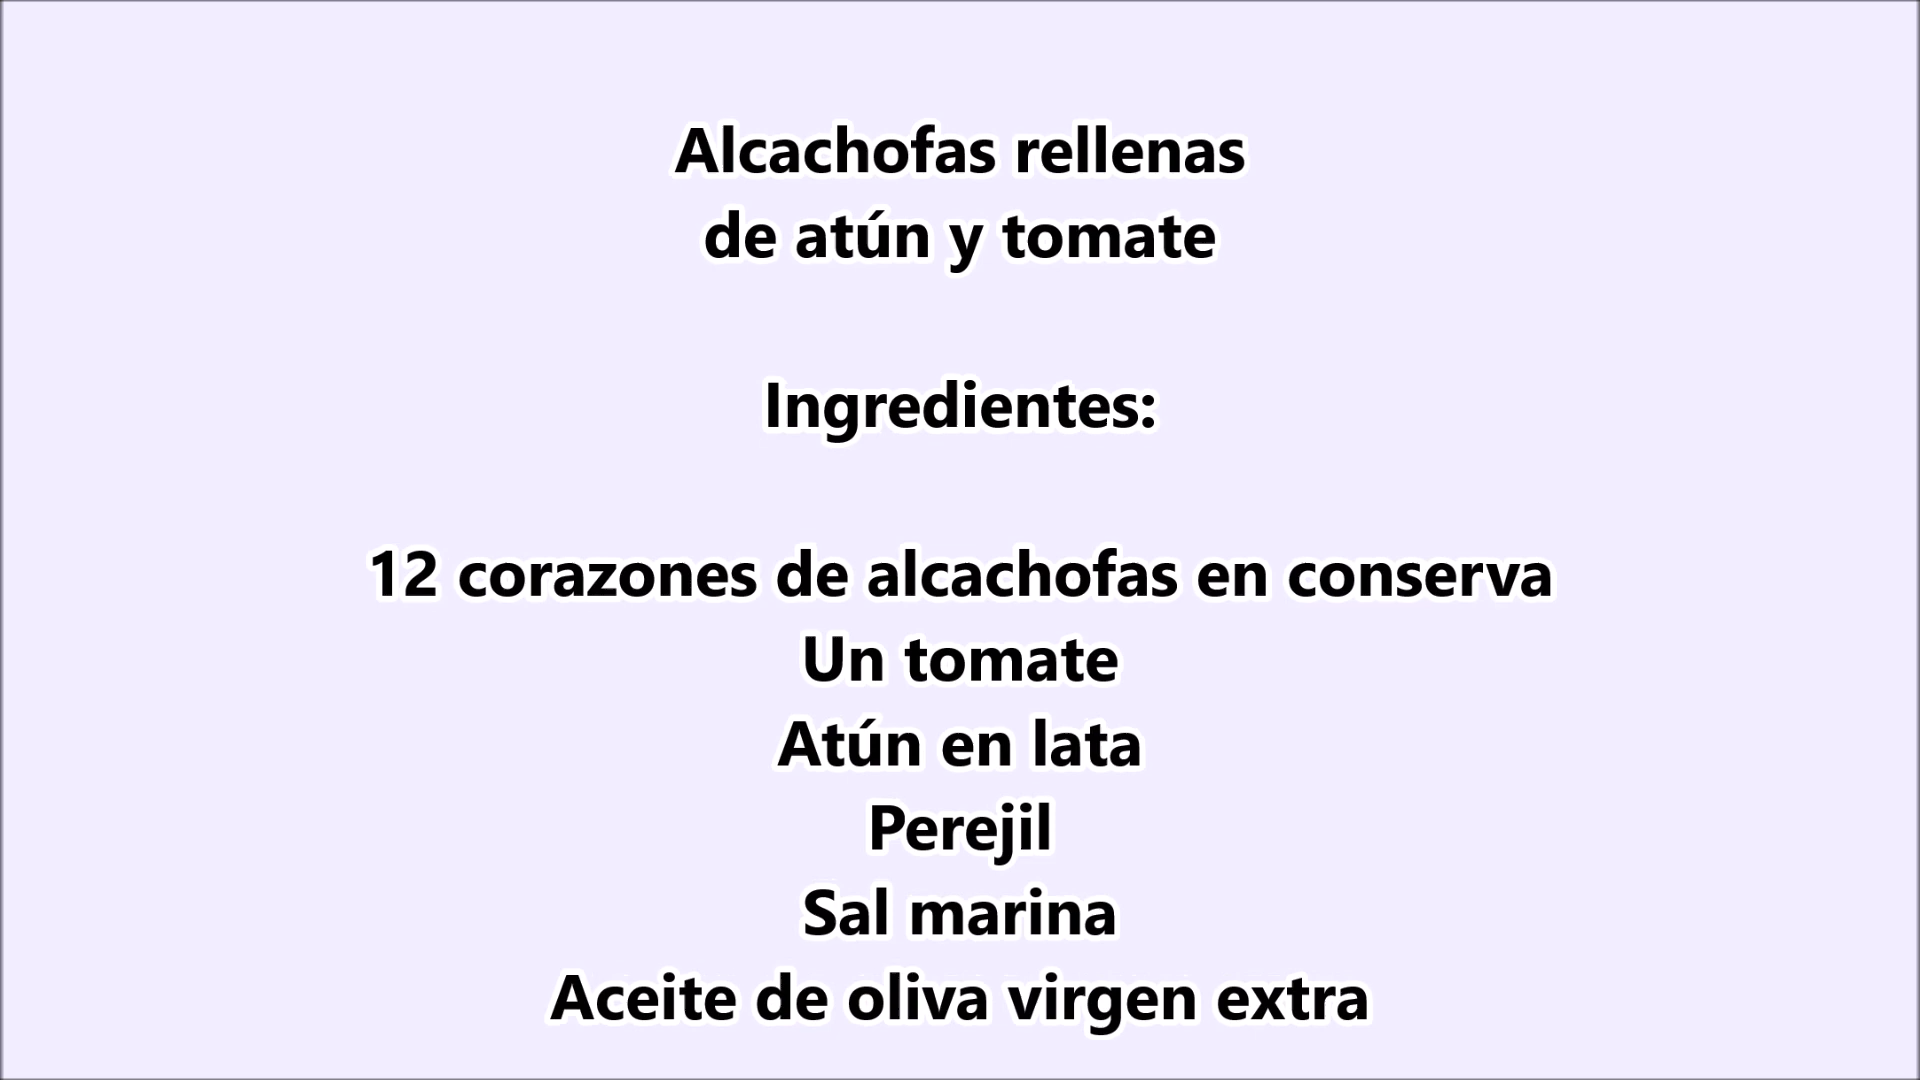 Alcachofas rellenas
de atún y tomate
Ingredientes:
12 corazones de alcachofas en conserva
Un tomate
Atún en lata
Perejil
Sal marina
Aceite de oliva virgen extra